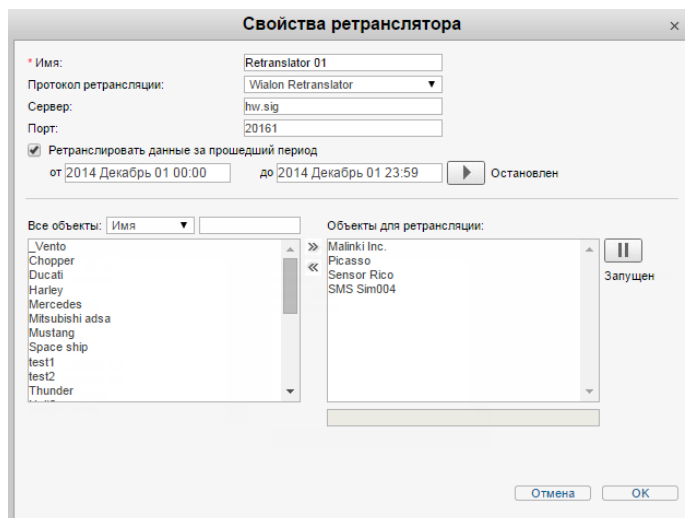 Свойства ретранслятора
* Имя: Retranslator 01
Протокол ретрансляции: Wialon Retranslator
Сервер: hw.sig
Порт: 20161
Ретранслировать данные за прошедший период
от 2014 Декабрь 01 00:00 до 2014 Декабрь 01 23:59 Остановлен
Все объекты: Имя
_Vento
Chopper
Ducati
Harley
Mercedes
Mitsubishi adsa
Mustang
Space ship
test1
test2
Thunder
Объекты для ретрансляции:
Malinki Inc.
Picasso
Sensor Rico
SMS Sim004
Запущен
Отмена
OK